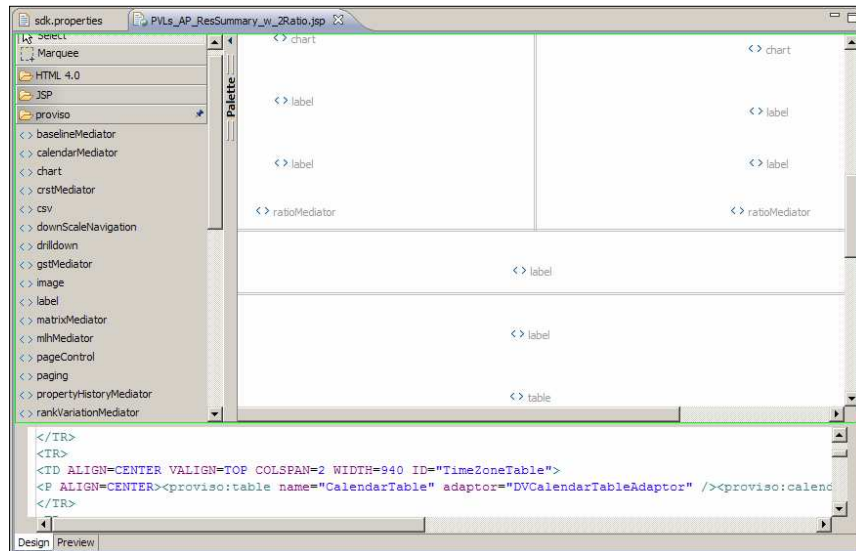 sdk.properties
PVLs_AP_ResSummary_w_2Ratio.jsp
Select
Marquee
HTML 4.0
JSP
proviso
baselineMediator
calendarMediator
chart
crstMediator
csv
downScaleNavigation
drilldown
gstMediator
image
label
matrixMediator
mlhMediator
pageControl
paging
propertyHistoryMediator
rankVariationMediator
Palette
chart
chart
label
label
label
label
ratioMediator
ratioMediator
label
label
table
</TR>
<TR>
<TD ALIGN=CENTER VALIGN=TOP COLSPAN=2 WIDTH=940 ID="TimeZoneTable">
<P ALIGN=CENTER><proviso:table name="CalendarTable" adaptor="DVCalendarTableAdaptor" /><proviso:calend
</TR>
Design Preview